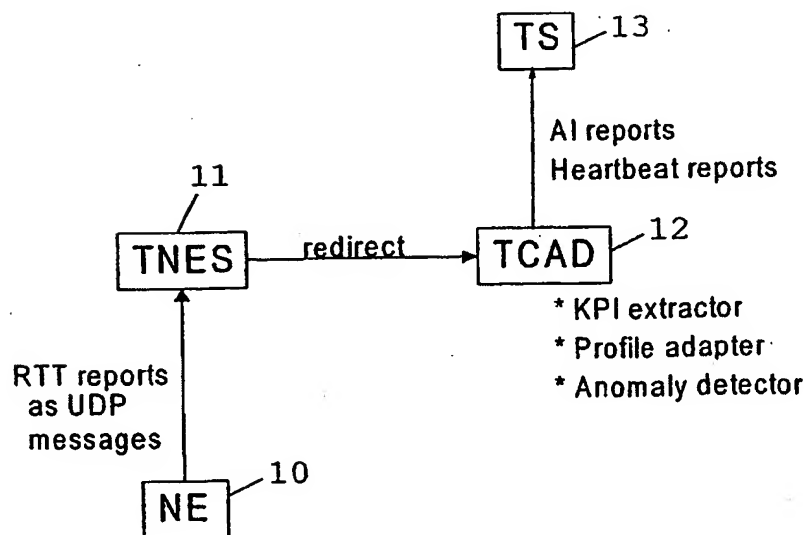 TS
13
AI reports
Heartbeat reports
11
TNES
redirect
TCAD
12
* KPI extractor
* Profile adapter
* Anomaly detector
RTT reports
as UDP
messages
10
NE